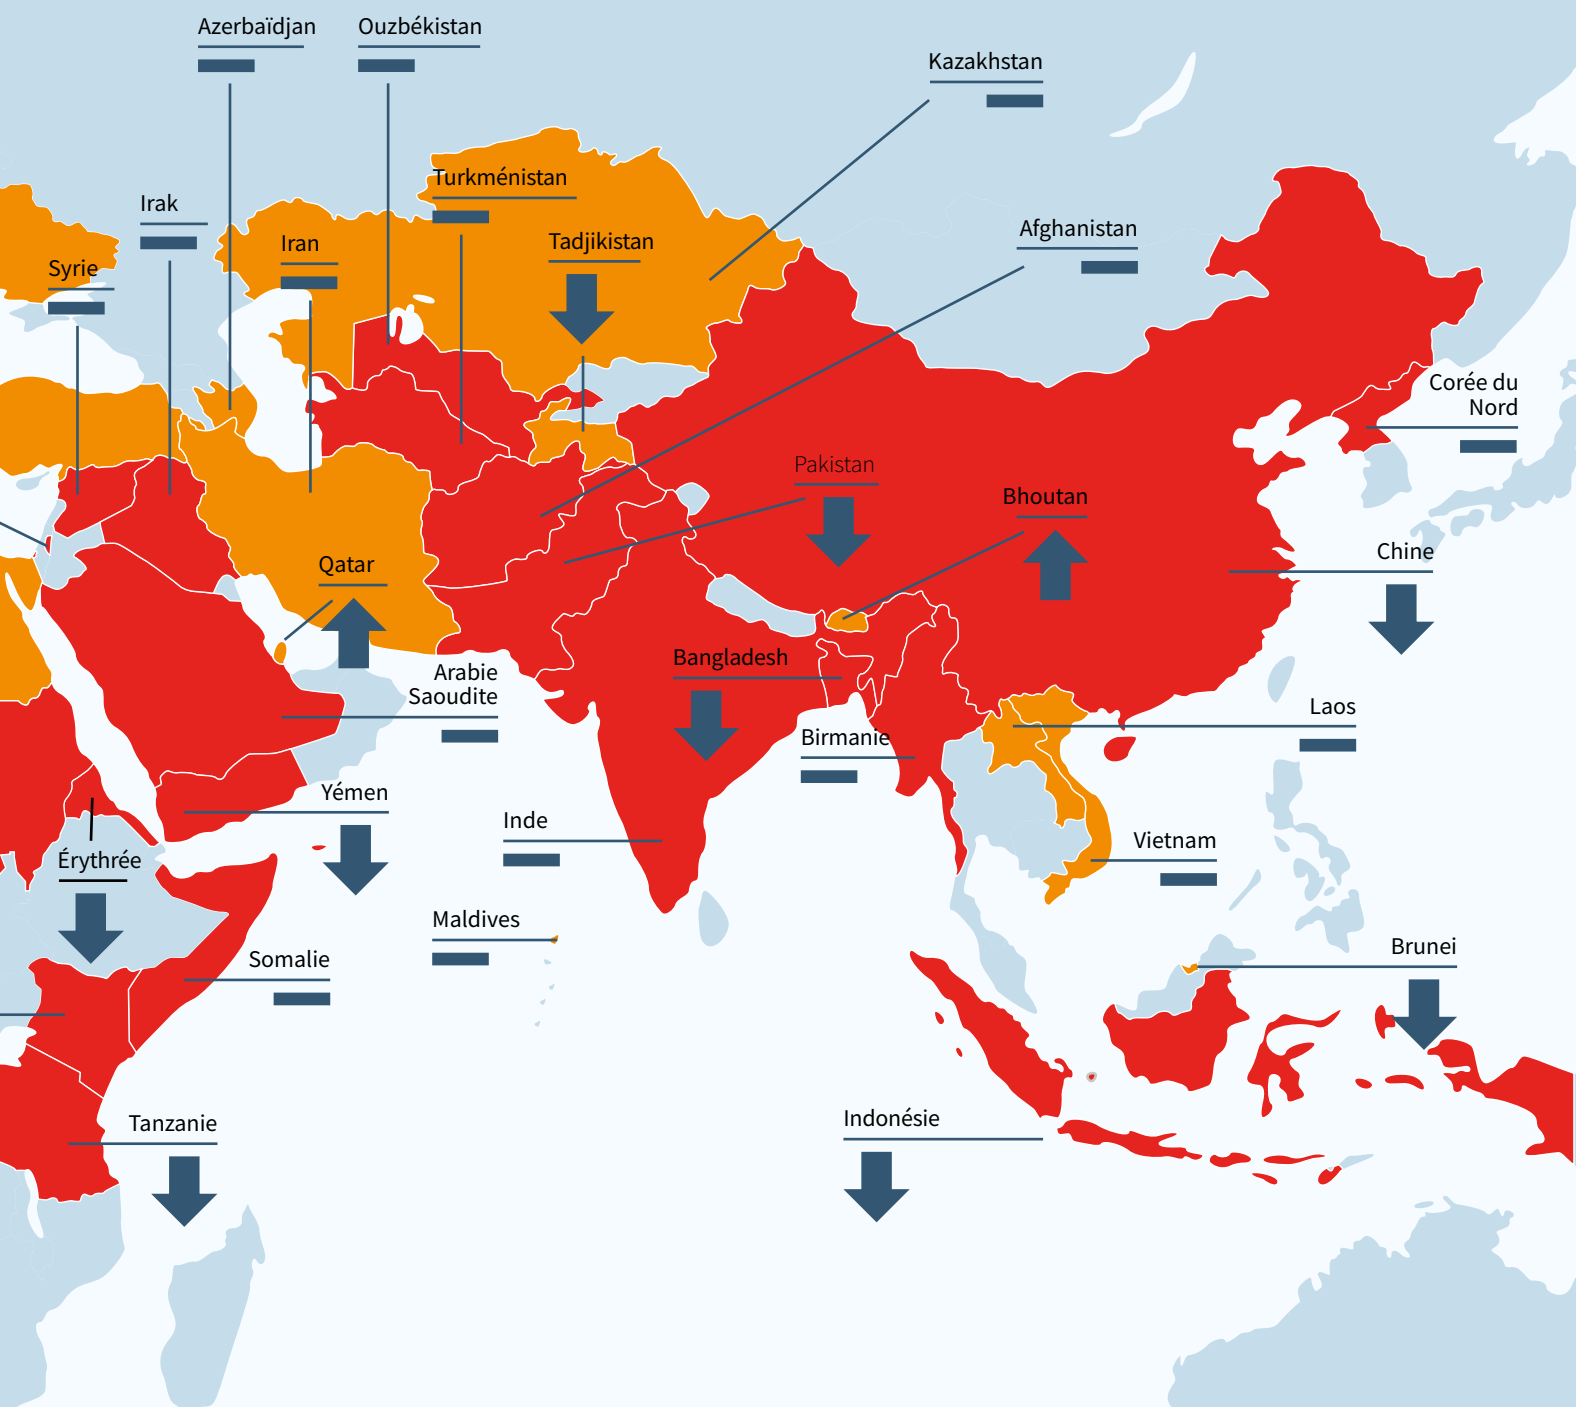 Azerbaïdjan
Ouzbékistan
Kazakhstan
Turkménistan
Irak
Afghanistan
Iran
Tadjikistan
Syrie
Corée du
Nord
Pakistan
Bhoutan
Chine
Qatar
Bangladesh
Arabie
Saoudite
Laos
Birmanie
Yémen
Inde
Vietnam
Érythrée
Maldives
Brunei
Somalie
Indonésie
Tanzanie